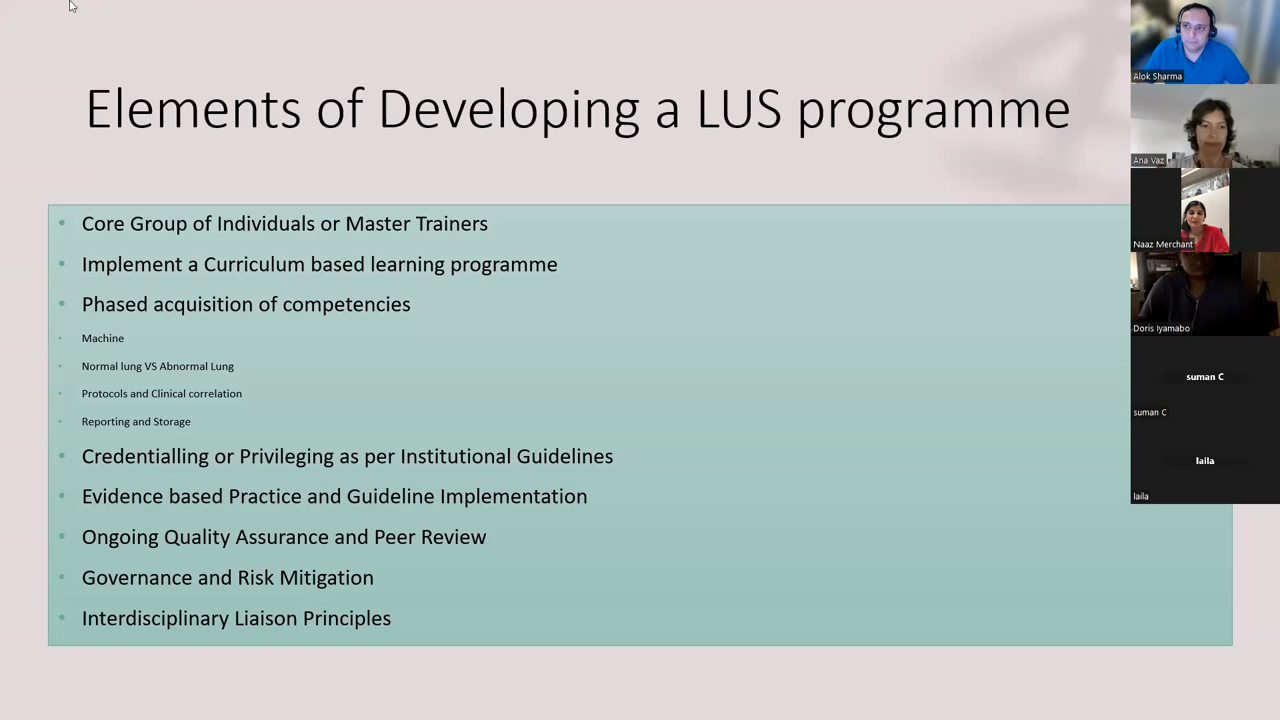 Elements of Developing a LUS programme
Core Group of Individuals or Master Trainers
Implement a Curriculum based learning programme
Phased acquisition of competencies
Machine
Normal lung VS Abnormal Lung
Protocols and Clinical correlation
Reporting and Storage
Credentialling or Privileging as per Institutional Guidelines
Evidence based Practice and Guideline Implementation
Ongoing Quality Assurance and Peer Review
Governance and Risk Mitigation
Interdisciplinary Liaison Principles
Alok Sharma
Ana Vaz
Naaz Merchant
Doris Iyamabo
suman C
suman C
laila
laila